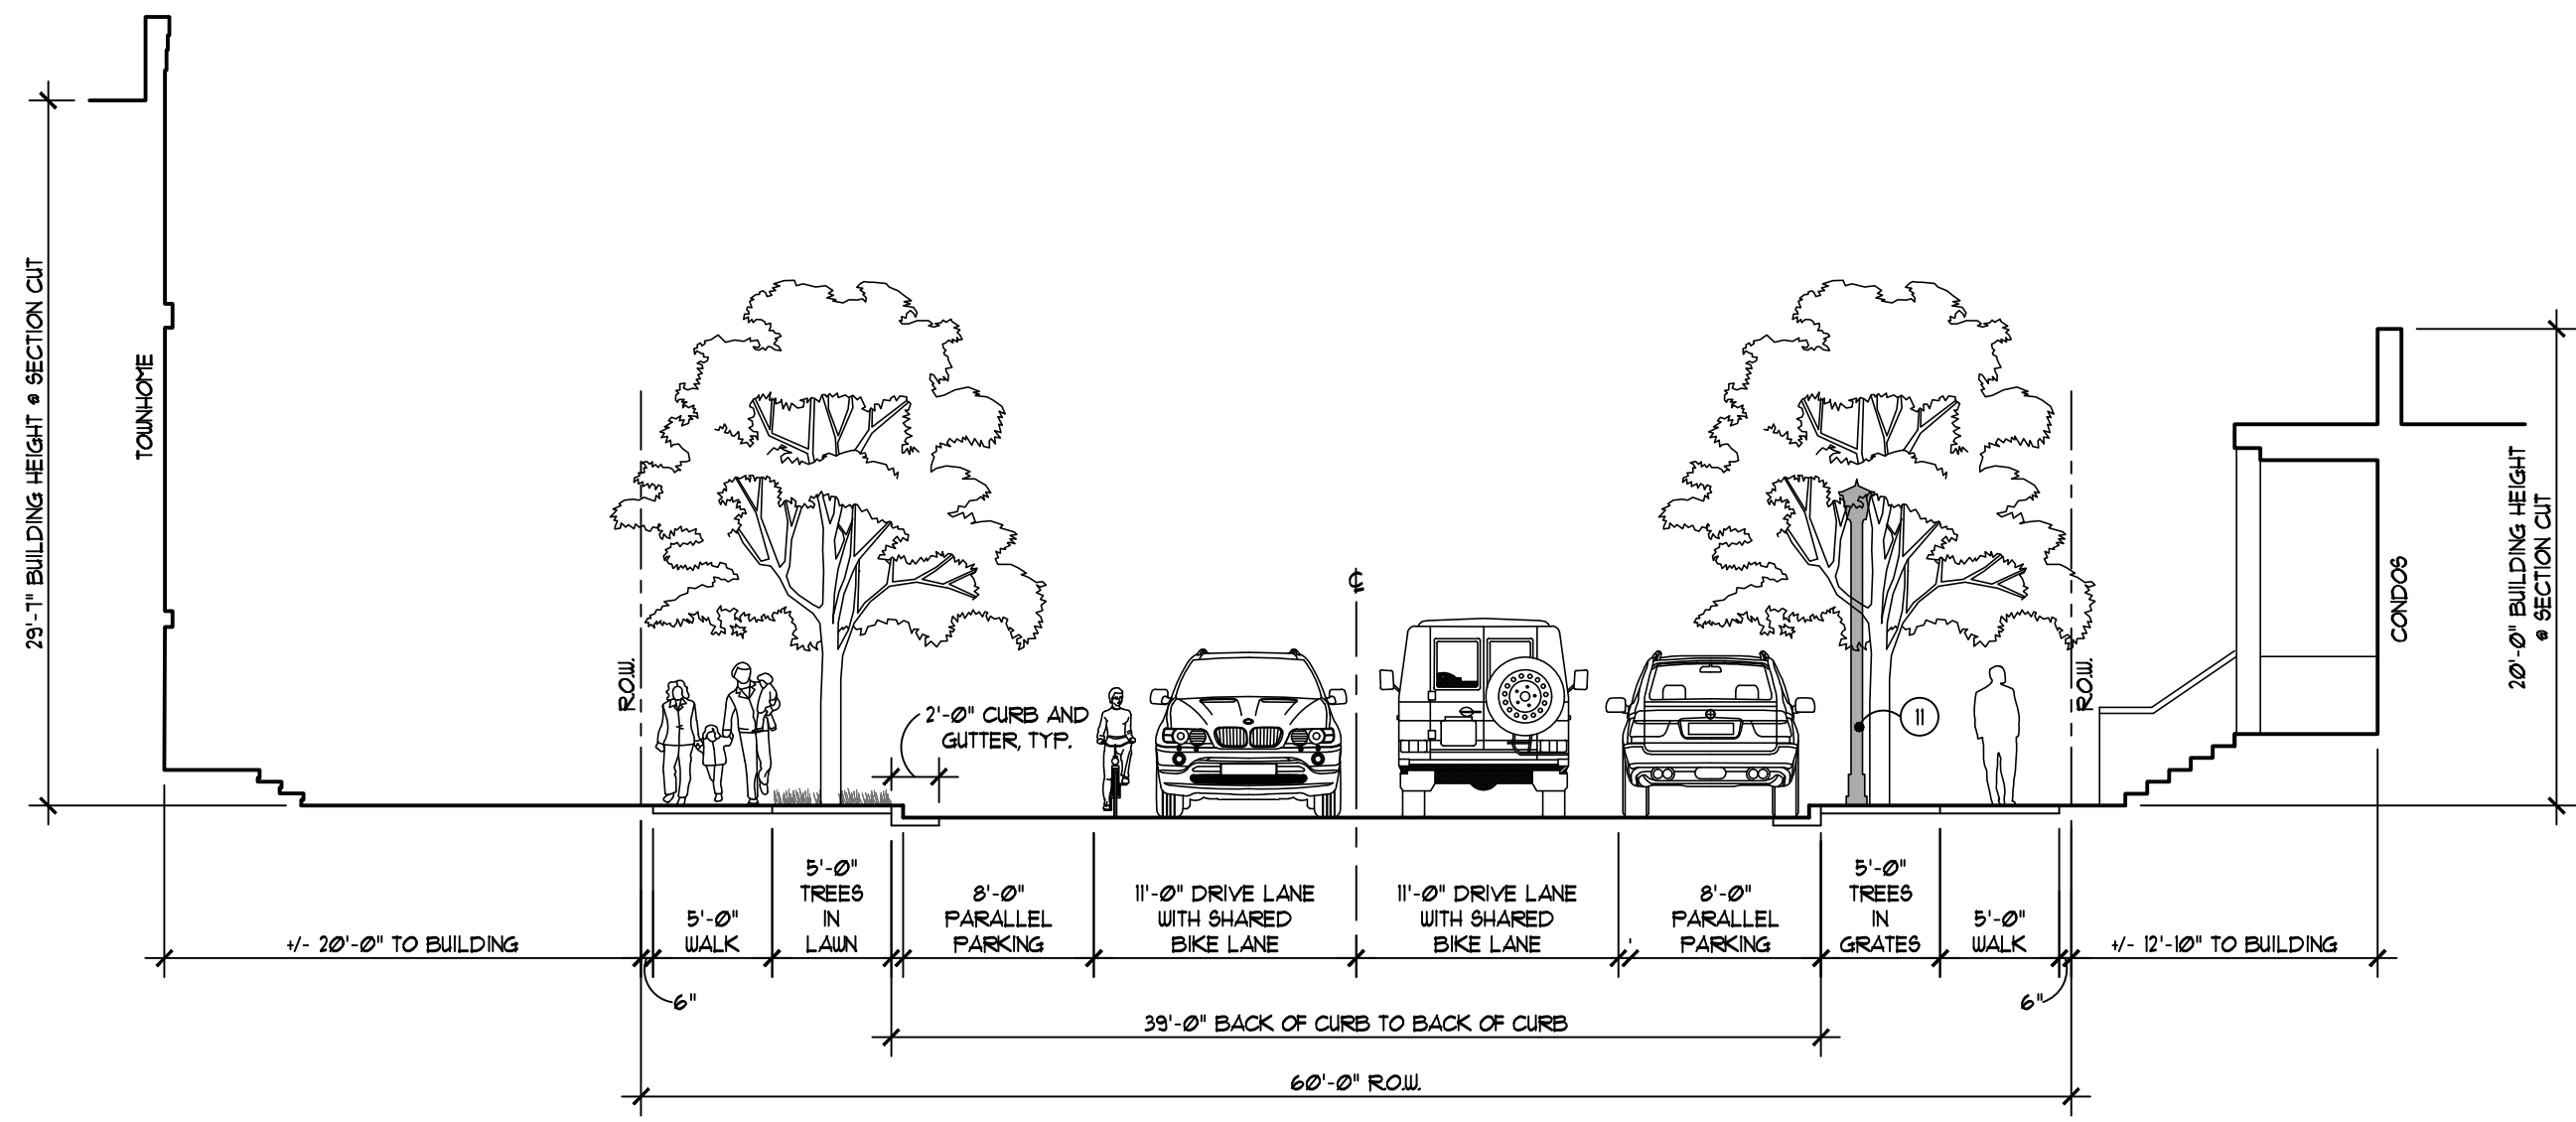 29'-7" BUILDING HEIGHT @ SECTION CUT
TOWNHOME
R.O.W.
2'-0" CURB AND
GUTTER, TYP.
℄
11
R.O.W.
CONDOS
20'-0" BUILDING HEIGHT
@ SECTION CUT
+/- 20'-0" TO BUILDING
6"
5'-0"
WALK
5'-0"
TREES
IN
LAWN
8'-0"
PARALLEL
PARKING
11'-0" DRIVE LANE
WITH SHARED
BIKE LANE
11'-0" DRIVE LANE
WITH SHARED
BIKE LANE
8'-0"
PARALLEL
PARKING
5'-0"
TREES
IN
GRATES
5'-0"
WALK
6"
+/- 12'-10" TO BUILDING
39'-0" BACK OF CURB TO BACK OF CURB
60'-0" R.O.W.